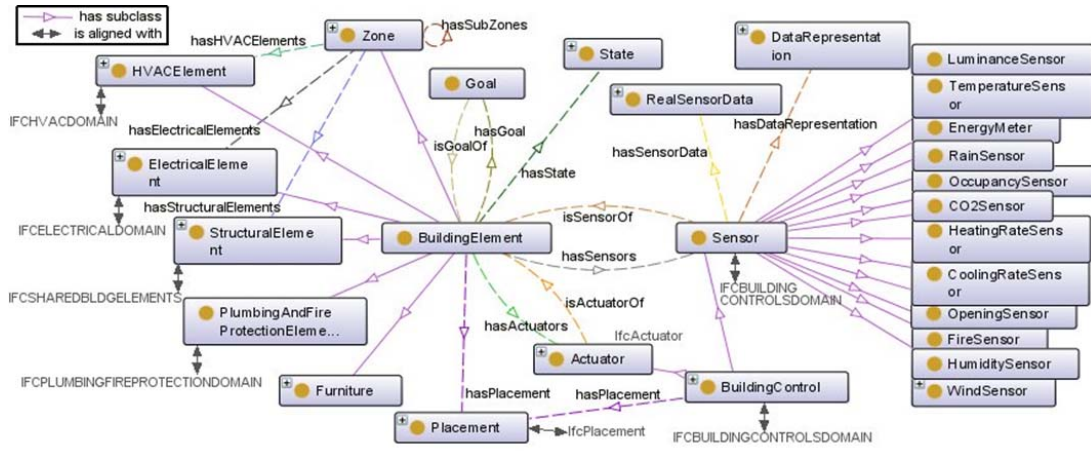 has subclass
is aligned with
Zone
hasSubZones
hasHVACElements
HVACElement
IFCHVACDOMAIN
State
Goal
DataRepresentat
ion
RealSensorData
hasElectricalElements
isGoalOf
hasGoal
hasState
hasSensorData
hasDataRepresentation
ElectricalEleme
nt
IFCELECTRICALDOMAIN
hasStructuralElements
StructuralEleme
nt
IFCSHAREDBLDGELEMENTS
BuildingElement
isSensorOf
hasSensors
Sensor
IFCBUILDING
CONTROLSDOMAIN
PlumbingAndFire
ProtectionEleme...
IFCPLUMBINGFIREPROTECTIONDOMAIN
isActuatorOf
hasActuators
IfcActuator
Actuator
Furniture
hasPlacement
hasPlacement
Placement
IfcPlacement
BuildingControl
IFCBUILDINGCONTROLSDOMAIN
LuminanceSensor
TemperatureSens
or
EnergyMeter
RainSensor
OccupancySensor
CO2Sensor
HeatingRateSens
or
CoolingRateSens
or
OpeningSensor
FireSensor
HumiditySensor
WindSensor